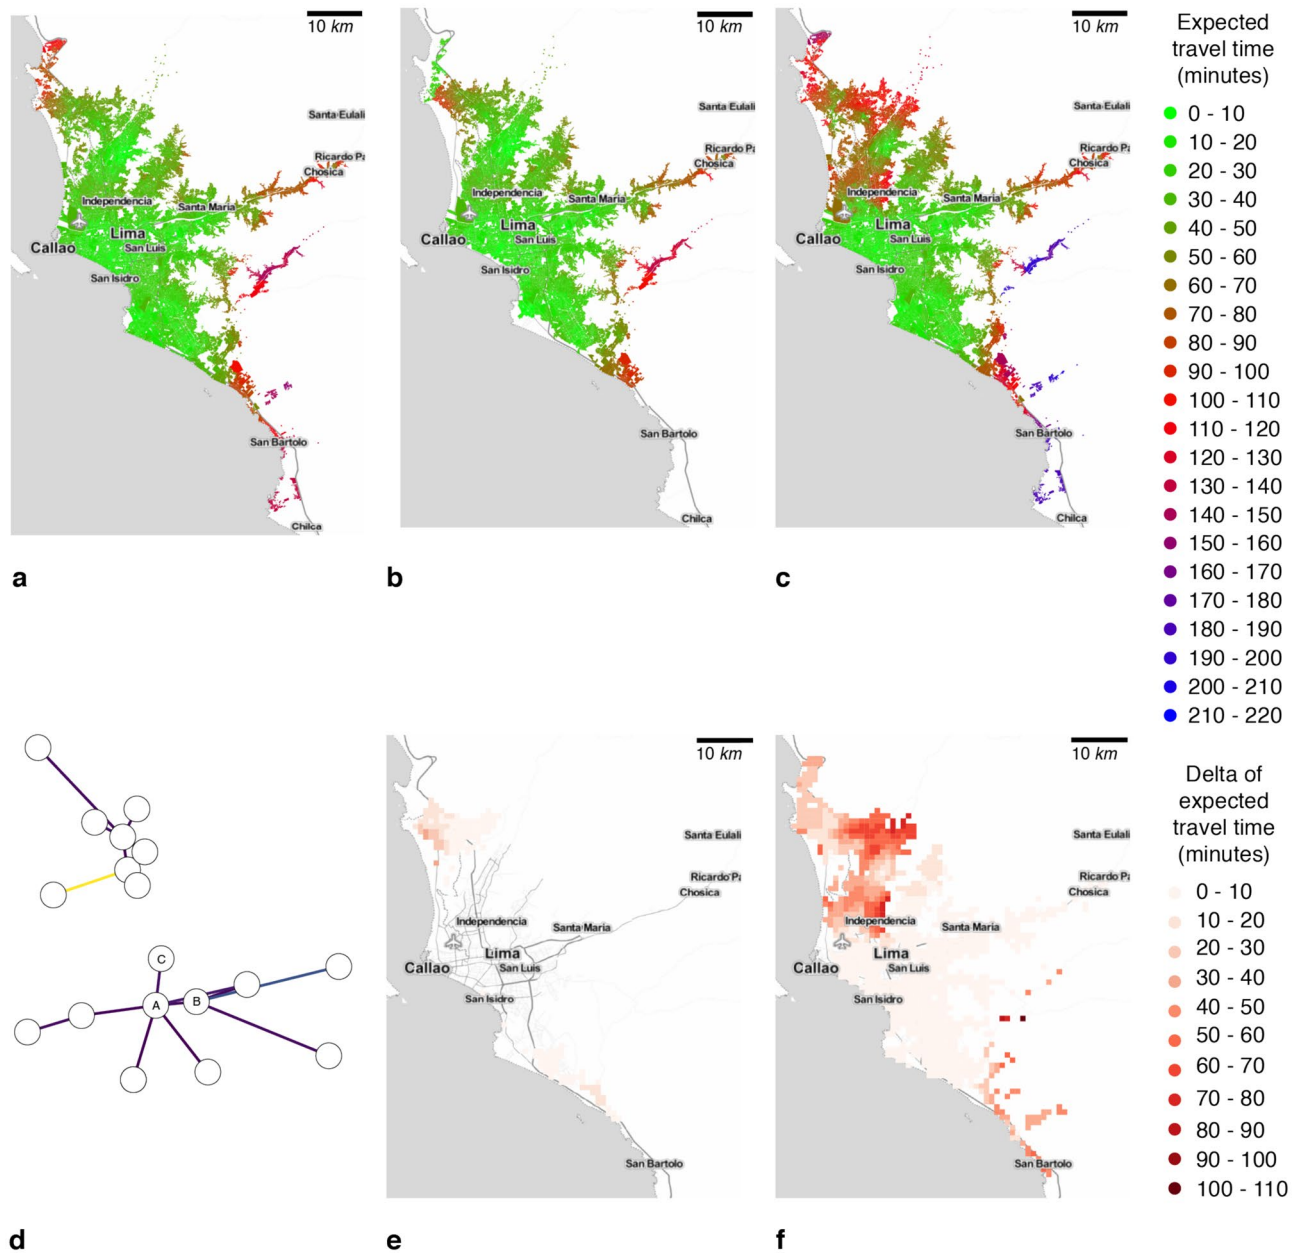 10 km
Santa Eulali
Ricardo Pa
Chosica
Independencia
Santa Maria
Lima
Callao
San Luis
San Isidro
San Bartolo
Chilca
a
10 km
Santa Eulali
Ricardo Pa
Chosica
Independencia
Santa Maria
Lima
Callao
San Luis
San Isidro
San Bartolo
Chilca
b
10 km
Santa Eulali
Ricardo Pa
Chosica
Independencia
Santa Maria
Lima
Callao
San Luis
San Isidro
San Bartolo
Chilca
c
Expected
travel time
(minutes)
0 - 10
10 - 20
20 - 30
30 - 40
40 - 50
50 - 60
60 - 70
70 - 80
80 - 90
90 - 100
100 - 110
110 - 120
120 - 130
130 - 140
140 - 150
150 - 160
160 - 170
170 - 180
180 - 190
190 - 200
200 - 210
210 - 220
C
A
B
d
10 km
Santa Eulali
Ricardo Pa
Chosica
Independencia
Santa Maria
Lima
Callao
San Luis
San Isidro
San Bartolo
e
10 km
Santa Eulali
Ricardo Pa
Chosica
Independencia
Santa Maria
Lima
Callao
San Luis
San Isidro
San Bartolo
f
Delta of
expected
travel time
(minutes)
0 - 10
10 - 20
20 - 30
30 - 40
40 - 50
50 - 60
60 - 70
70 - 80
80 - 90
90 - 100
100 - 110